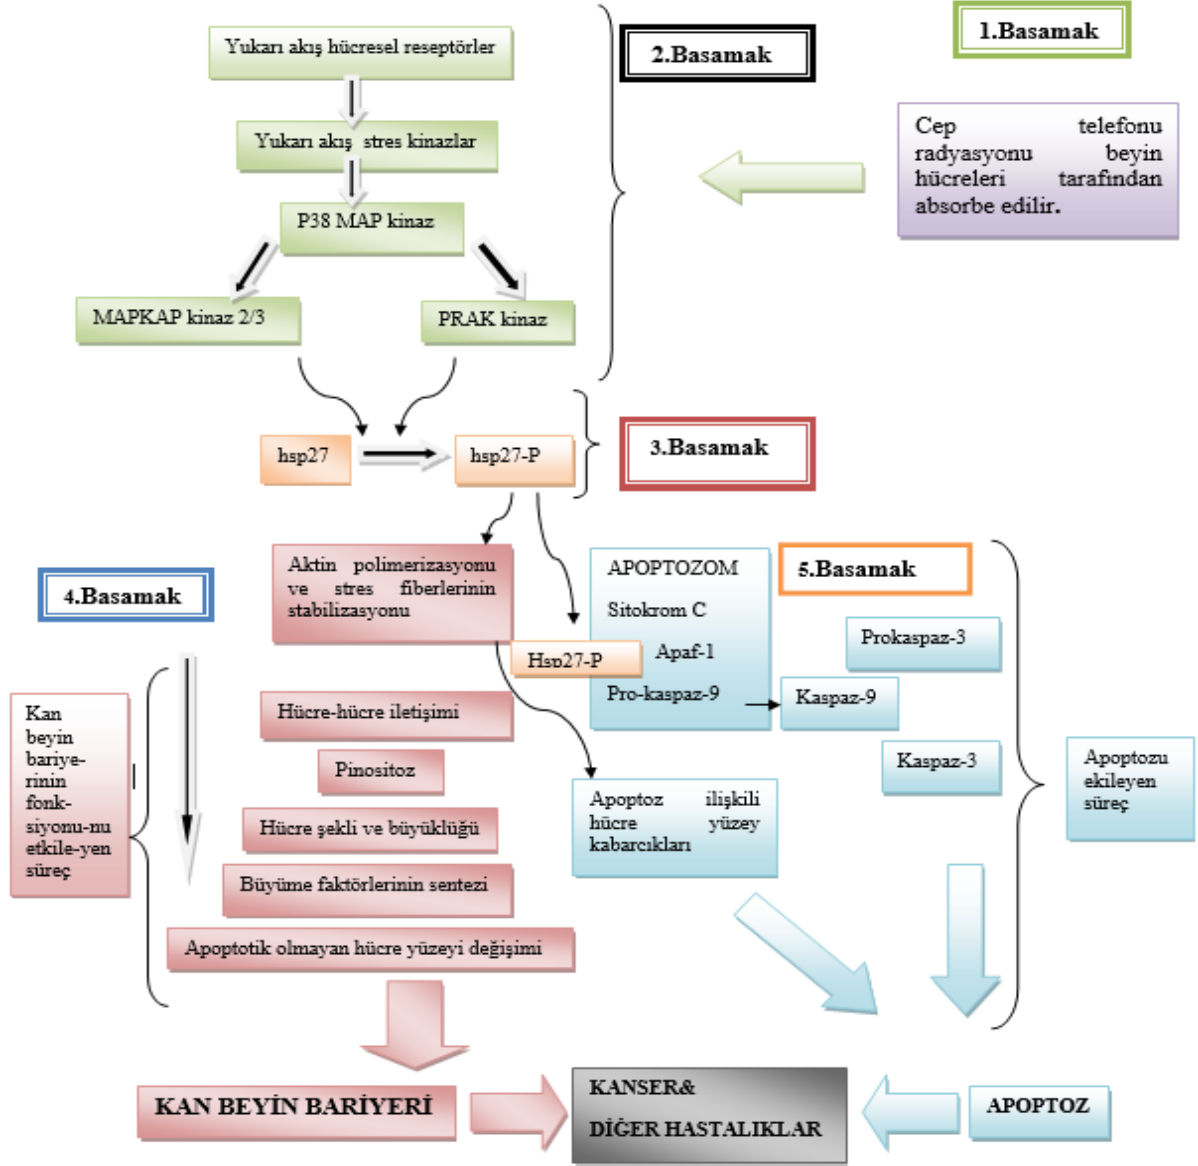 1.Basamak
Cep telefonu
radyasyonu beyin
hücreleri tarafından
absorbe edilir.
2.Basamak
Yukarı akış hücresel reseptörler
Yukarı akış stres kinazlar
P38 MAP kinaz
MAPKAP kinaz 2/3
PRAK kinaz
hsp27
hsp27-P
3.Basamak
4.Basamak
Aktin polimerizasyonu
ve stres fiberlerinin
stabilizasyonu
Kan
beyin
bariye-
rinin
fonk-
siyonu-nu
etkile-yen
süreç
Hücre-hücre iletişimi
Pinositoz
Hücre şekli ve büyüklüğü
Büyüme faktörlerinin sentezi
Apoptotik olmayan hücre yüzeyi değişimi
5.Basamak
APOPTOZOM
Sitokrom C
Hsp27-P
Apaf-1
Pro-kaspaz-9
Prokaspaz-3
Kaspaz-9
Kaspaz-3
Apoptoz ilişkili
hücre yüzey
kabarcıkları
Apoptozu
ekileyen
süreç
KAN BEYİN BARİYERİ
KANSER&
DİĞER HASTALIKLAR
APOPTOZ